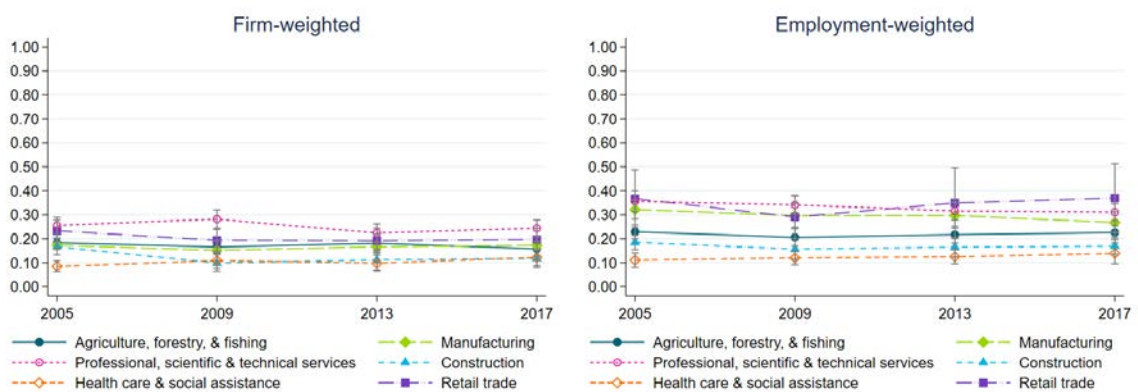 Firm-weighted
1.00
0.90
0.80
0.70
0.60
0.50
0.40
0.30
0.20
0.10
0.00
2005 2009 2013 2017
Agriculture, forestry, & fishing Manufacturing
Professional, scientific & technical services Construction
Health care & social assistance Retail trade
Employment-weighted
1.00
0.90
0.80
0.70
0.60
0.50
0.40
0.30
0.20
0.10
0.00
2005 2009 2013 2017
Agriculture, forestry, & fishing Manufacturing
Professional, scientific & technical services Construction
Health care & social assistance Retail trade